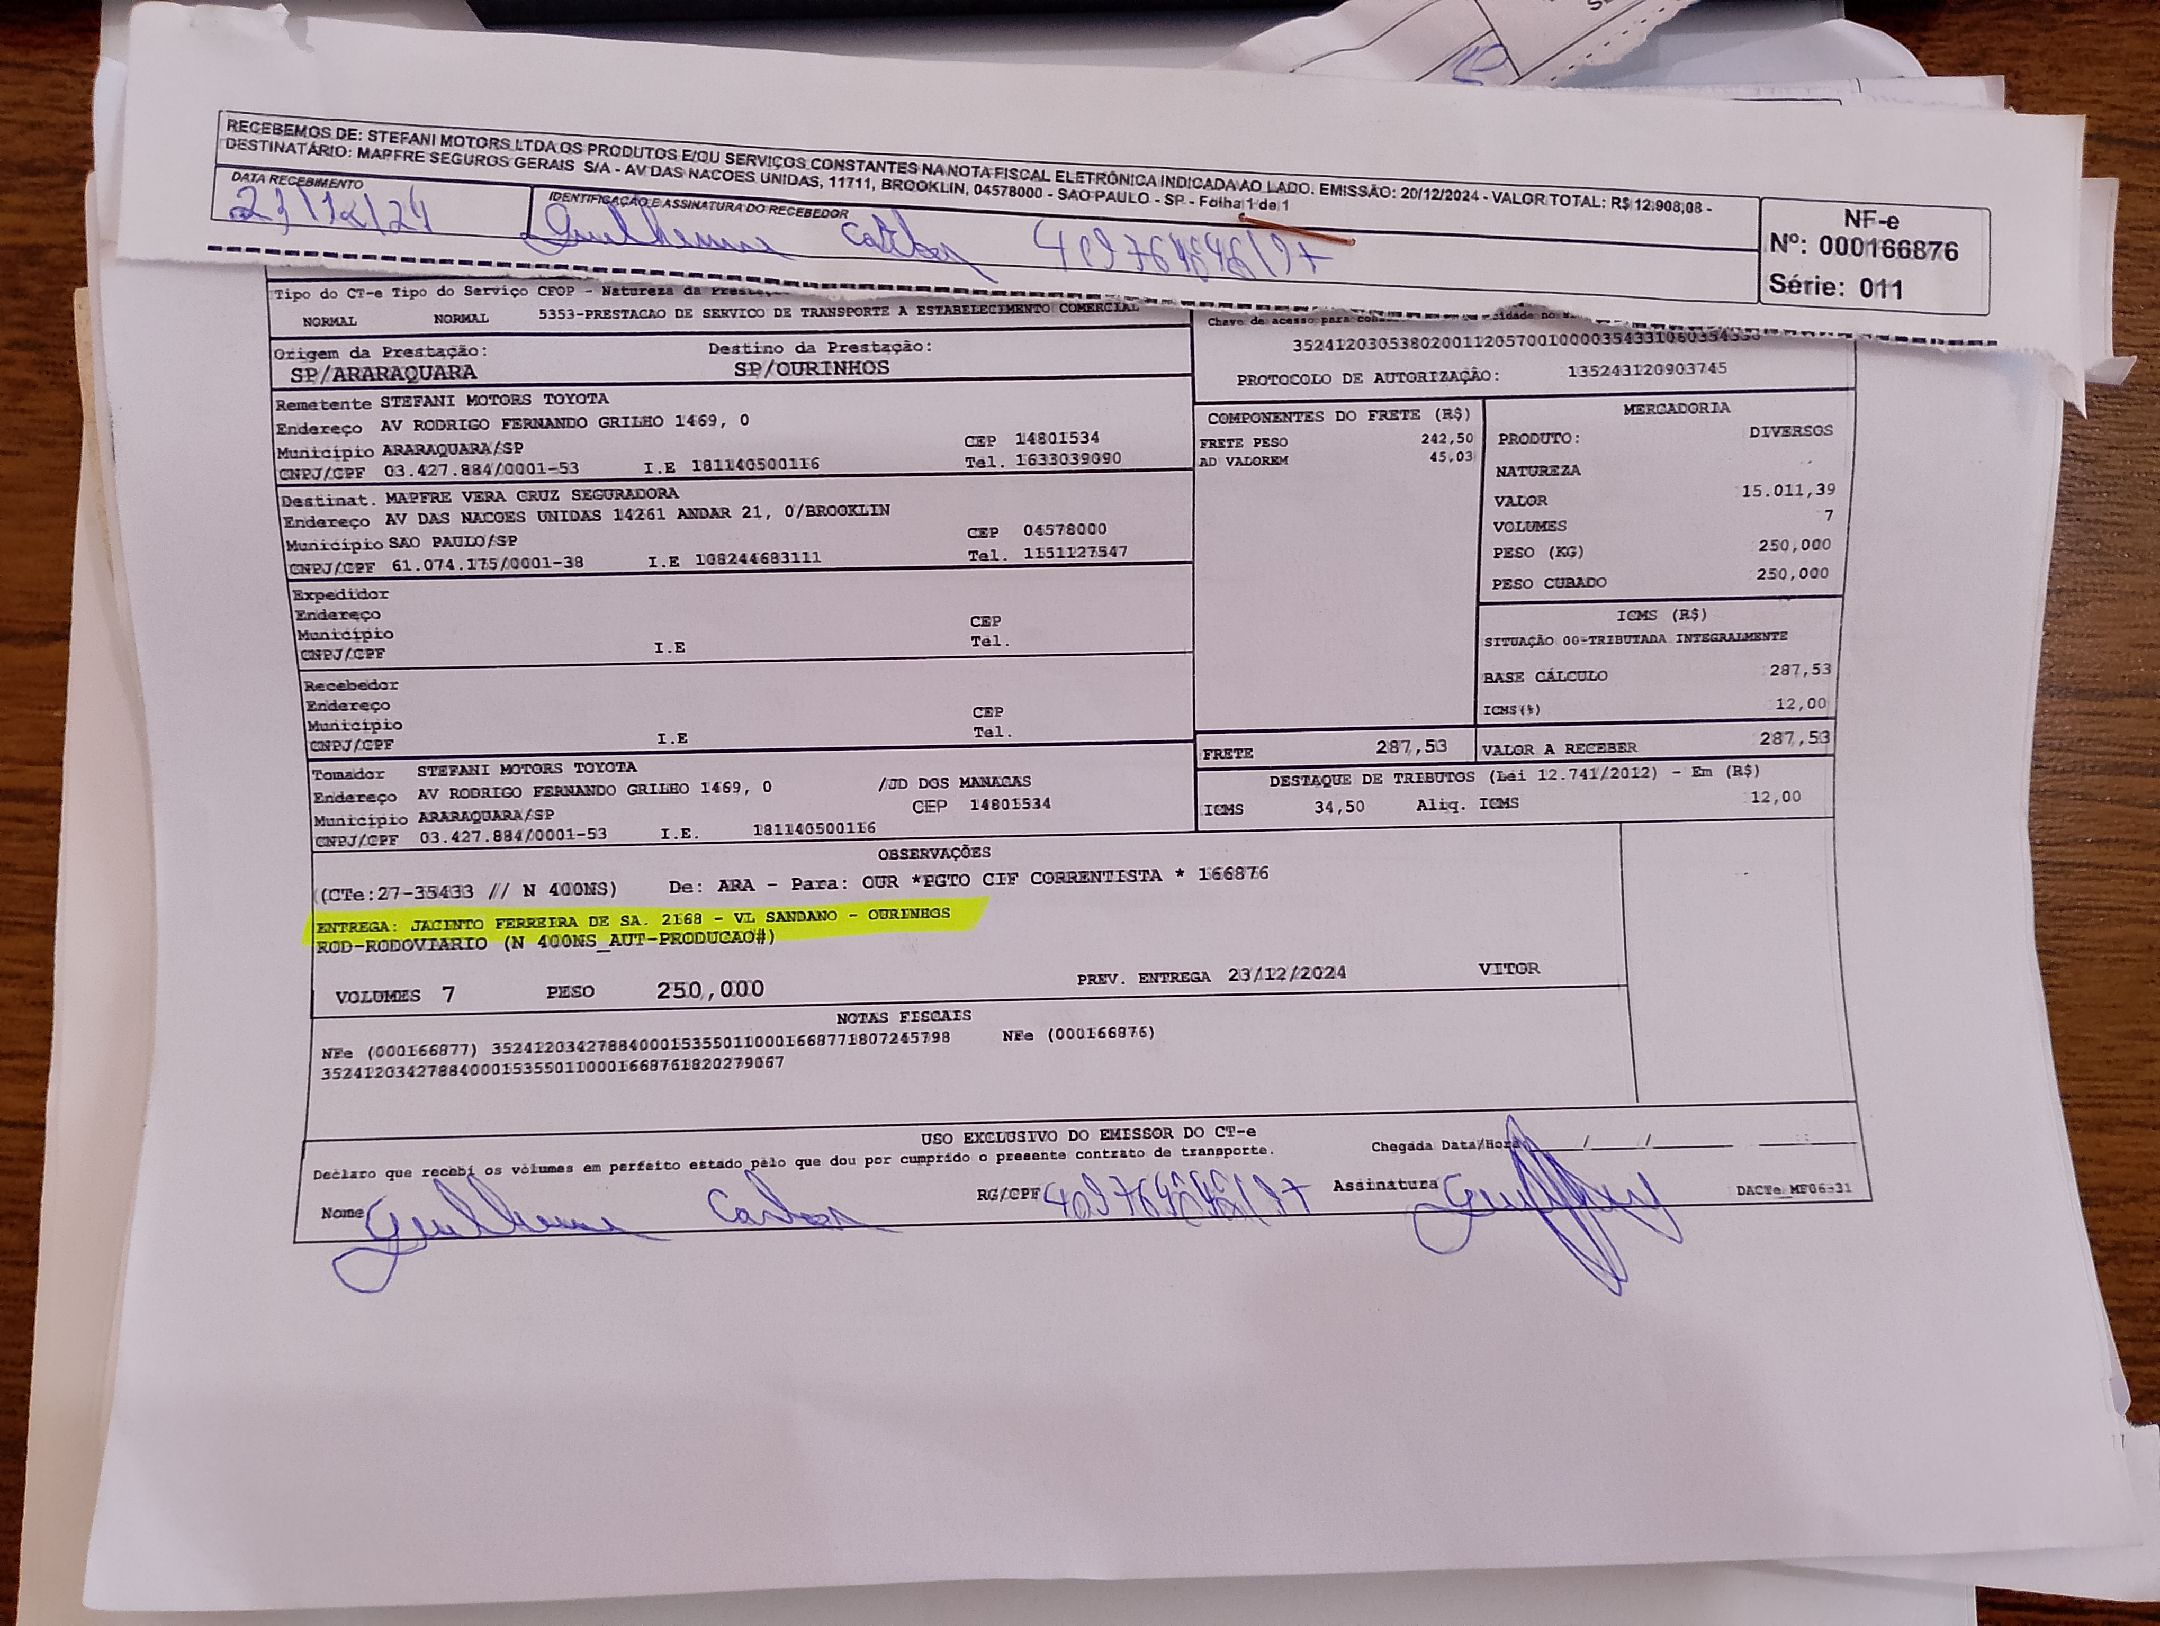 RECEBEMOS DE: STEFANI MOTORS LTDA OS PRODUTOS E/OU SERVIÇOS CONSTANTES NA NOTA FISCAL ELETRÔNICA INDICADA AO LADO. EMISSÃO: 20/12/2024 - VALOR TOTAL: R$ 12.908,08 -
DESTINATÁRIO: MAPFRE SEGUROS GERAIS S/A - AV DAS NACOES UNIDAS, 11711, BROOKLIN, 04578000 - SAO PAULO - SP - Folha 1 de 1
DATA RECEBIMENTO IDENTIFICAÇÃO E ASSINATURA DO RECEBEDOR
23/12/24 Guilherme
NF-e
Nº: 000166876
Série: 011
Tipo do CT-e Tipo do Serviço CFOP - Natureza da
NORMAL NORMAL 5353-PRESTACAO DE SERVICO DE TRANSPORTE A ESTABELECIMENTO COMERCIAL
Chave de acesso para
Origem da Prestação: Destino da Prestação:
SP/ARARAQUARA SP/OURINHOS
PROTOCOLO DE AUTORIZAÇÃO: 135243120903745
Remetente STEFANI MOTORS TOYOTA
Endereço AV RODRIGO FERNANDO GRILHO 1469, 0
Município ARARAQUARA/SP CEP 14801534
CNPJ/CPF 03.427.884/0001-53 I.E 181140500116 Tel. 1633039090
Destinat. MAPFRE VERA CRUZ SEGURADORA
Endereço AV DAS NACOES UNIDAS 14261 ANDAR 21, 0/BROOKLIN
Município SAO PAULO/SP CEP 04578000
CNPJ/CPF 61.074.175/0001-38 I.E 108244683111 Tel. 1151127547
Expedidor
Endereço
Município CEP
CNPJ/CPF I.E Tel.
Recebedor
Endereço
Município CEP
CNPJ/CPF I.E Tel.
Tomador STEFANI MOTORS TOYOTA
Endereço AV RODRIGO FERNANDO GRILHO 1469, 0 /JD DOS MANACAS
Município ARARAQUARA/SP CEP 14801534
CNPJ/CPF 03.427.884/0001-53 I.E. 181140500116
COMPONENTES DO FRETE (R$)
FRETE PESO 242,50
AD VALOREM 45,03
FRETE 287,53
MERCADORIA
PRODUTO: DIVERSOS
NATUREZA
VALOR 15.011,39
VOLUMES 7
PESO (KG) 250,000
PESO CUBADO 250,000
ICMS (R$)
SITUAÇÃO 00-TRIBUTADA INTEGRALMENTE
BASE CÁLCULO 287,53
ICMS(%) 12,00
VALOR A RECEBER 287,53
DESTAQUE DE TRIBUTOS (Lei 12.741/2012) - Em (R$)
ICMS 34,50 Aliq. ICMS 12,00
OBSERVAÇÕES
(CTe:27-35433 // N 400NS) De: ARA - Para: OUR *PGTO CIF CORRENTISTA * 166876
ENTREGA: JACINTO FERREIRA DE SA. 2168 - VL SANDANO - OURINHOS
ROD-RODOVIARIO (N 400NS_AUT-PRODUCAO#)
VOLUMES 7 PESO 250,000 PREV. ENTREGA 23/12/2024 VITOR
NOTAS FISCAIS
NFe (000166877) 35241203427884000153550110001668771807245798 NFe (000166876)
35241203427884000153550110001668761820279067
USO EXCLUSIVO DO EMISSOR DO CT-e
Declaro que recebi os volumes em perfeito estado pelo que dou por cumprido o presente contrato de transporte.
Chegada Data/Hora / /
Nome Guilherme RG/CPF Assinatura DACTe MF06-31